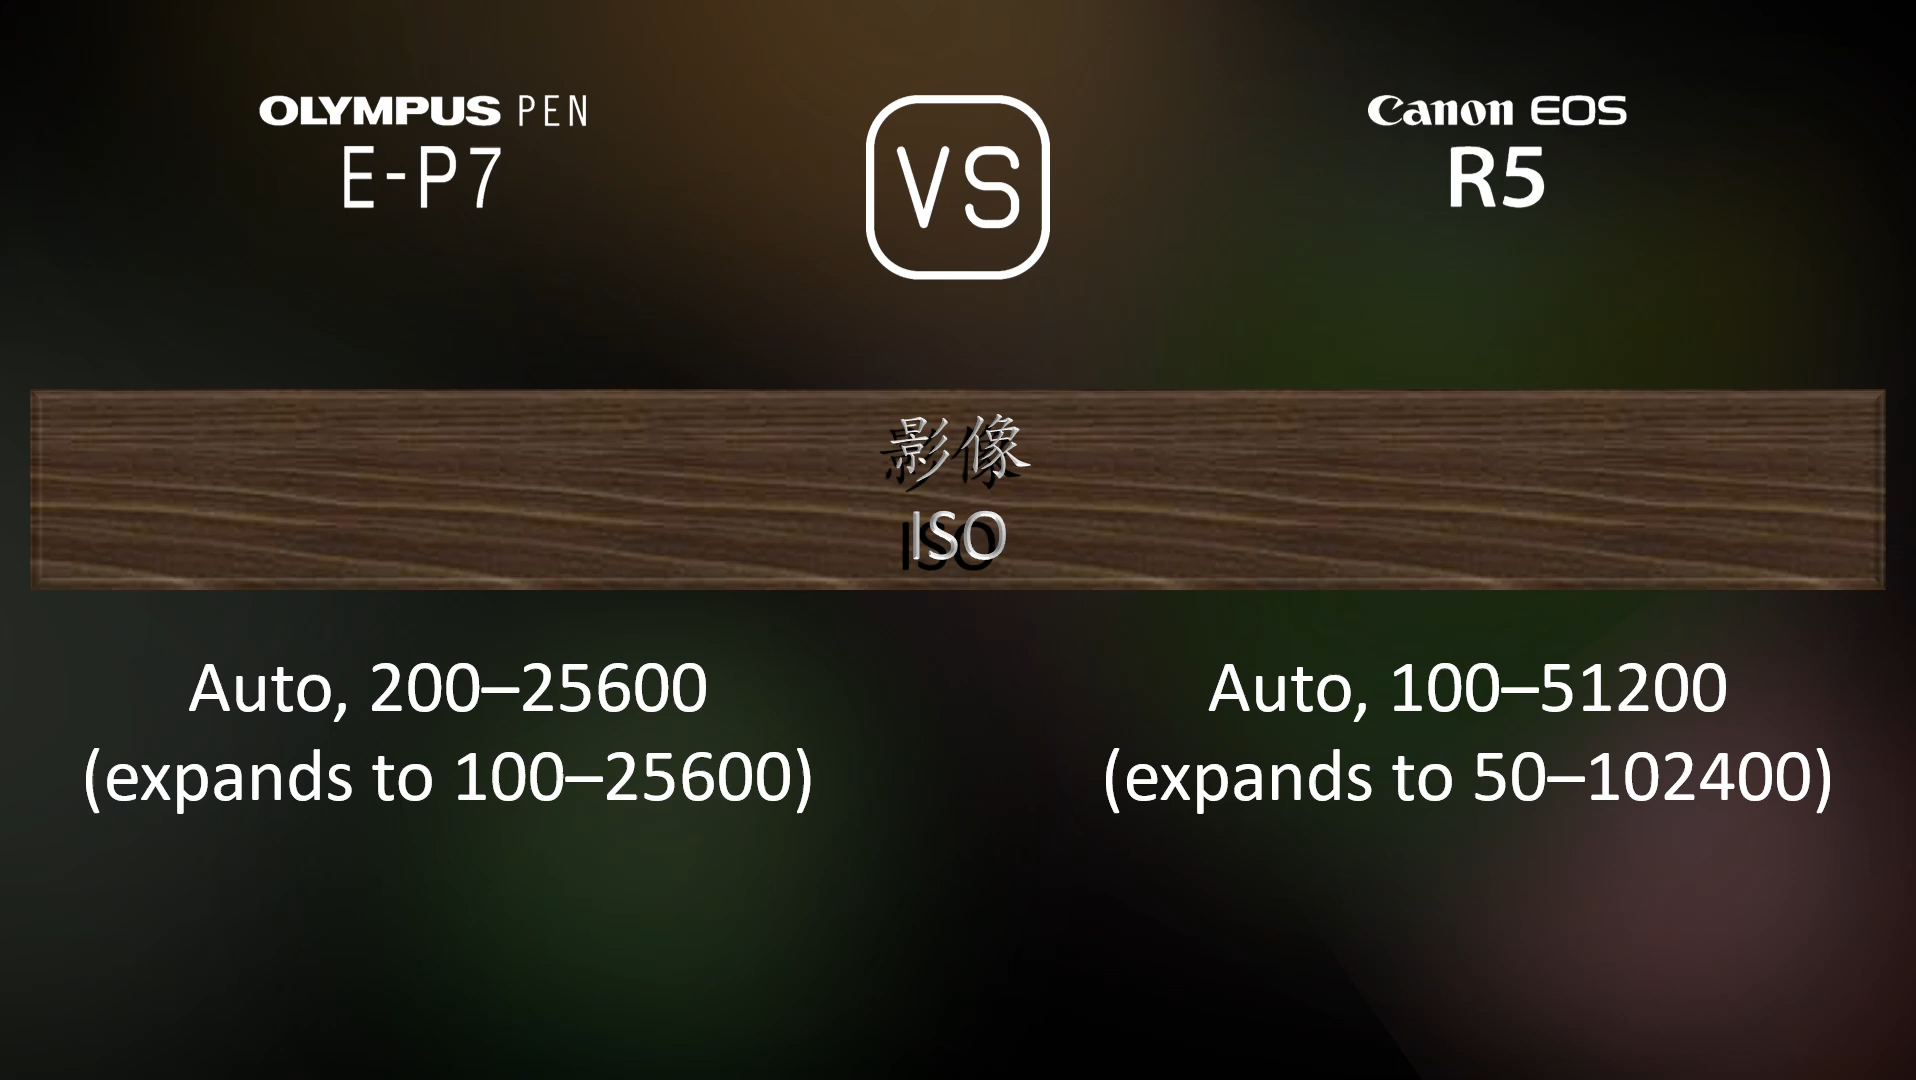 OLYMPUS PEN
E-P7
VS
Canon EOS
R5
影像
ISO
Auto, 200–25600
(expands to 100–25600)
Auto, 100–51200
(expands to 50–102400)